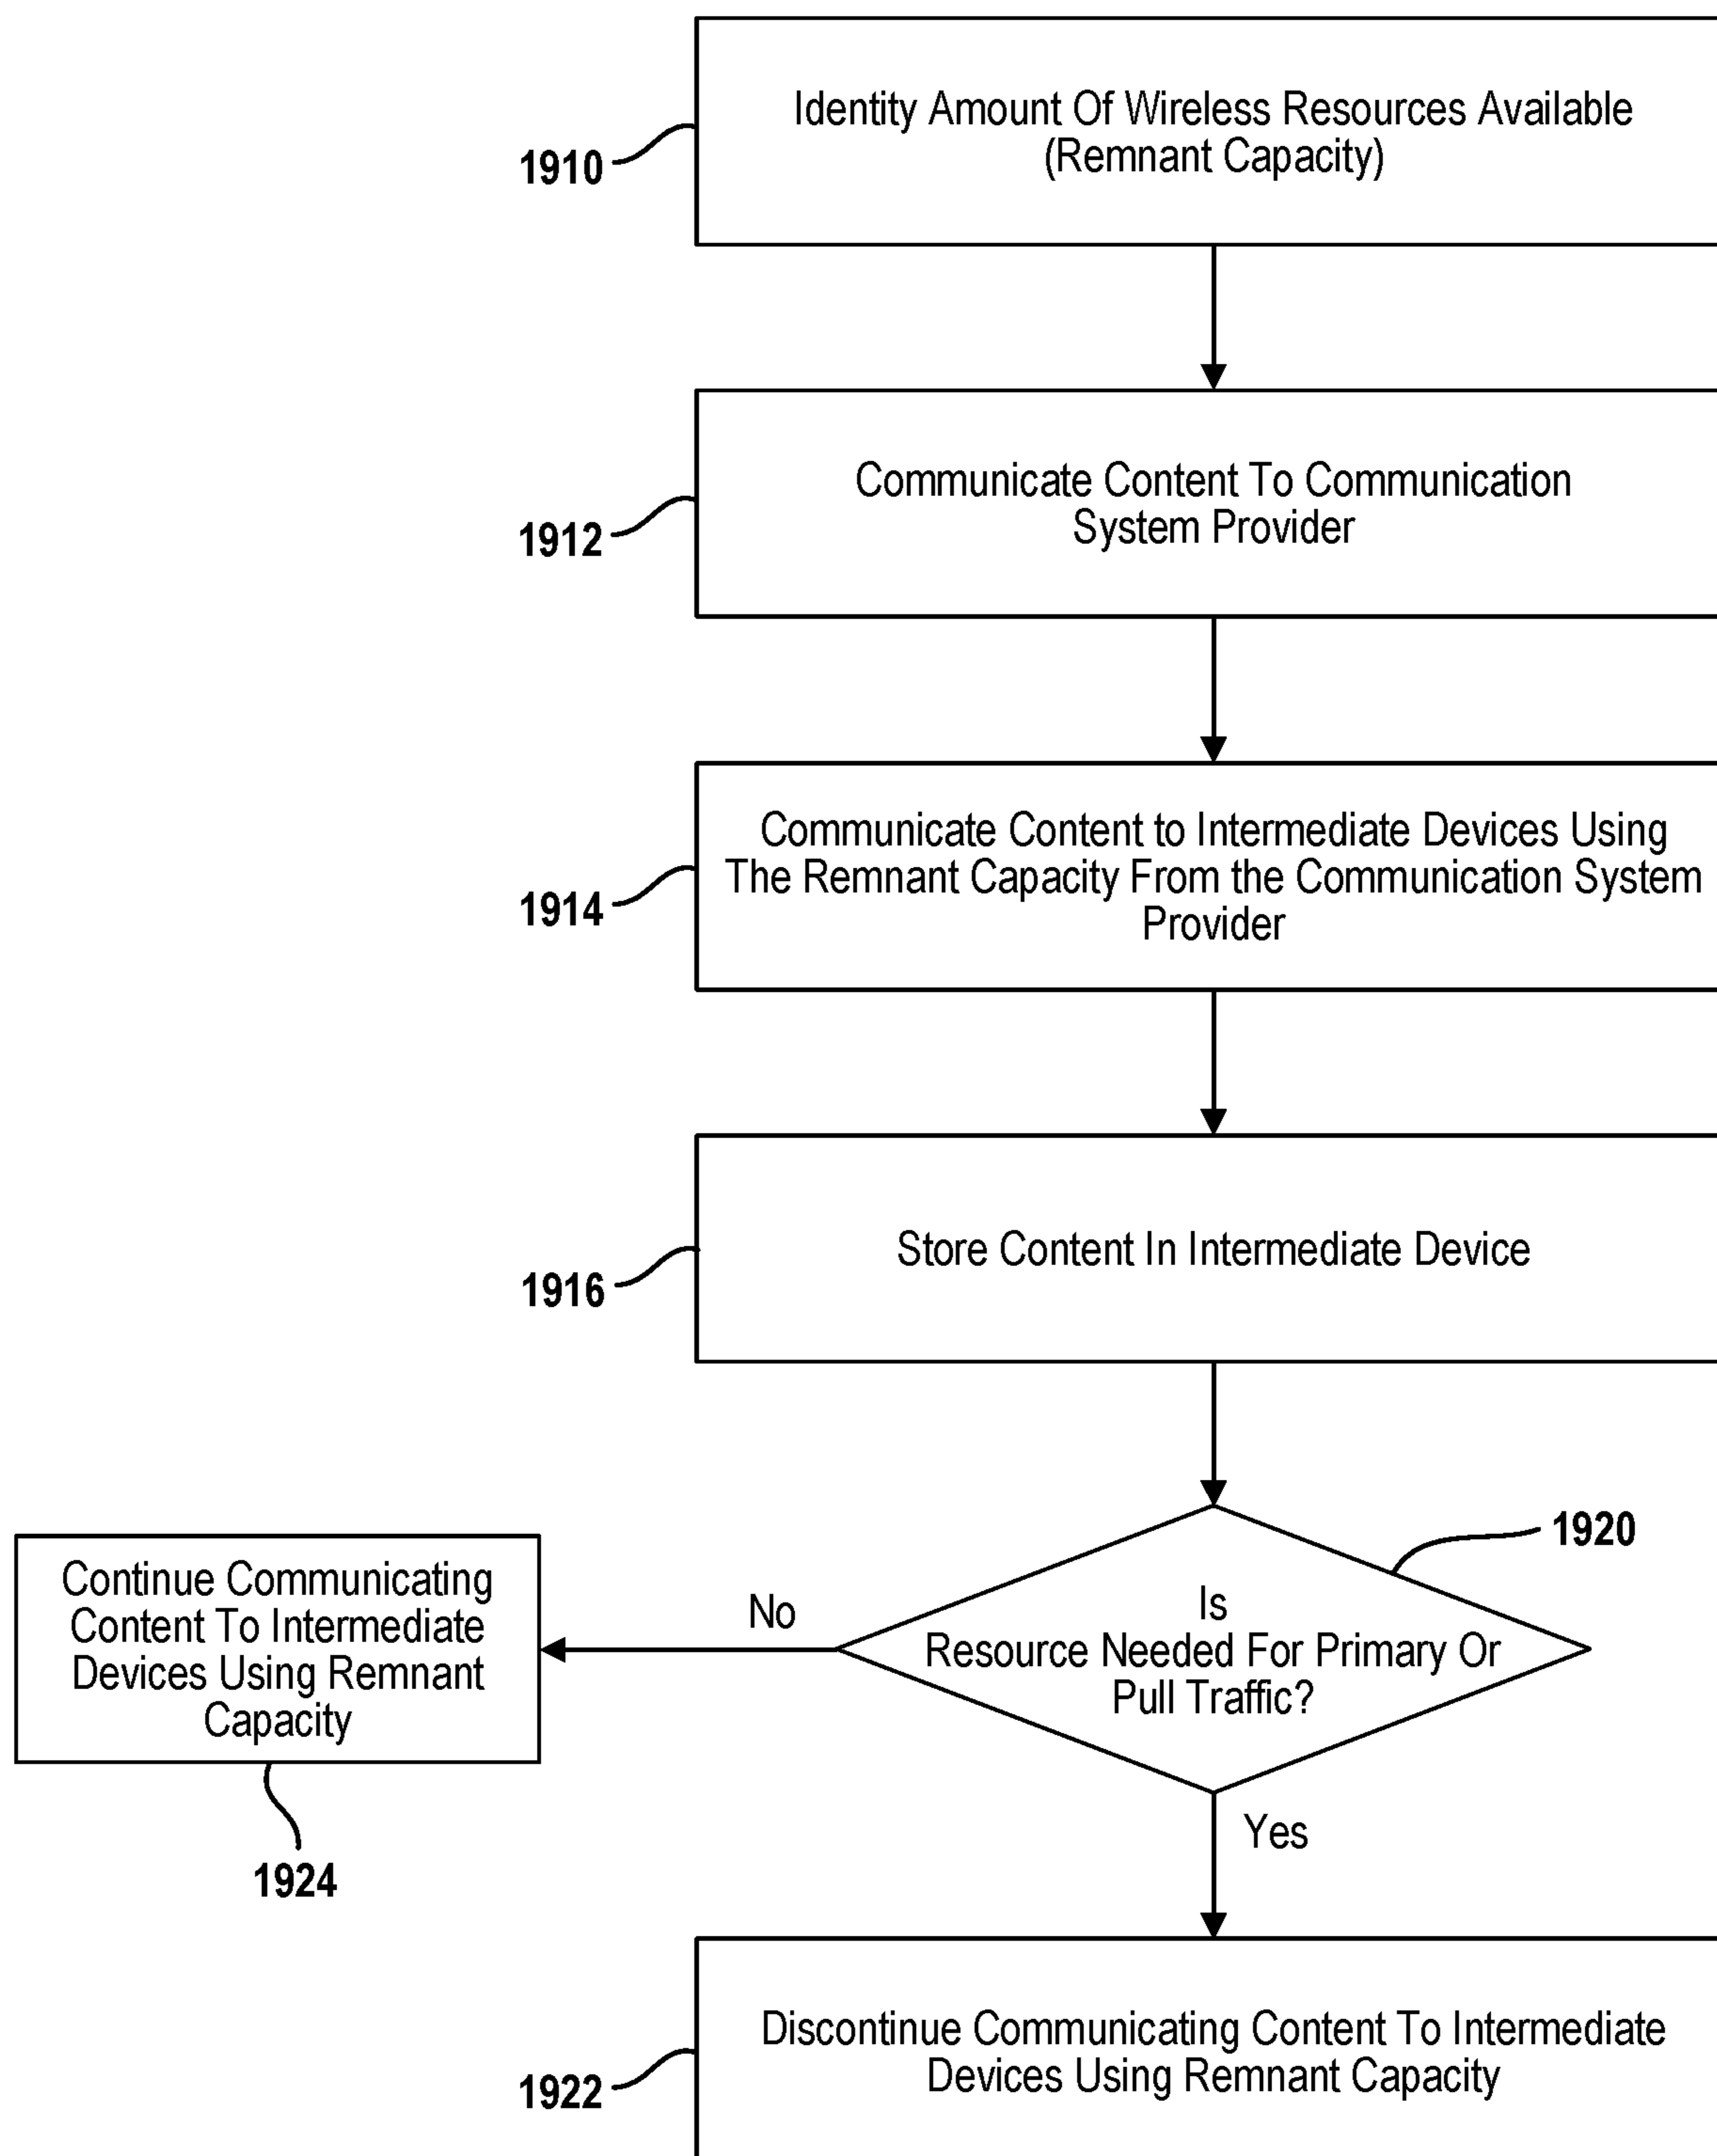 Identity Amount Of Wireless Resources Available
(Remnant Capacity)
1910
Communicate Content To Communication
System Provider
1912
Communicate Content to Intermediate Devices Using
The Remnant Capacity From the Communication System
Provider
1914
Store Content In Intermediate Device
1916
1920
Is
Resource Needed For Primary Or
Pull Traffic?
No
Continue Communicating
Content To Intermediate
Devices Using Remnant
Capacity
1924
Yes
Discontinue Communicating Content To Intermediate
Devices Using Remnant Capacity
1922